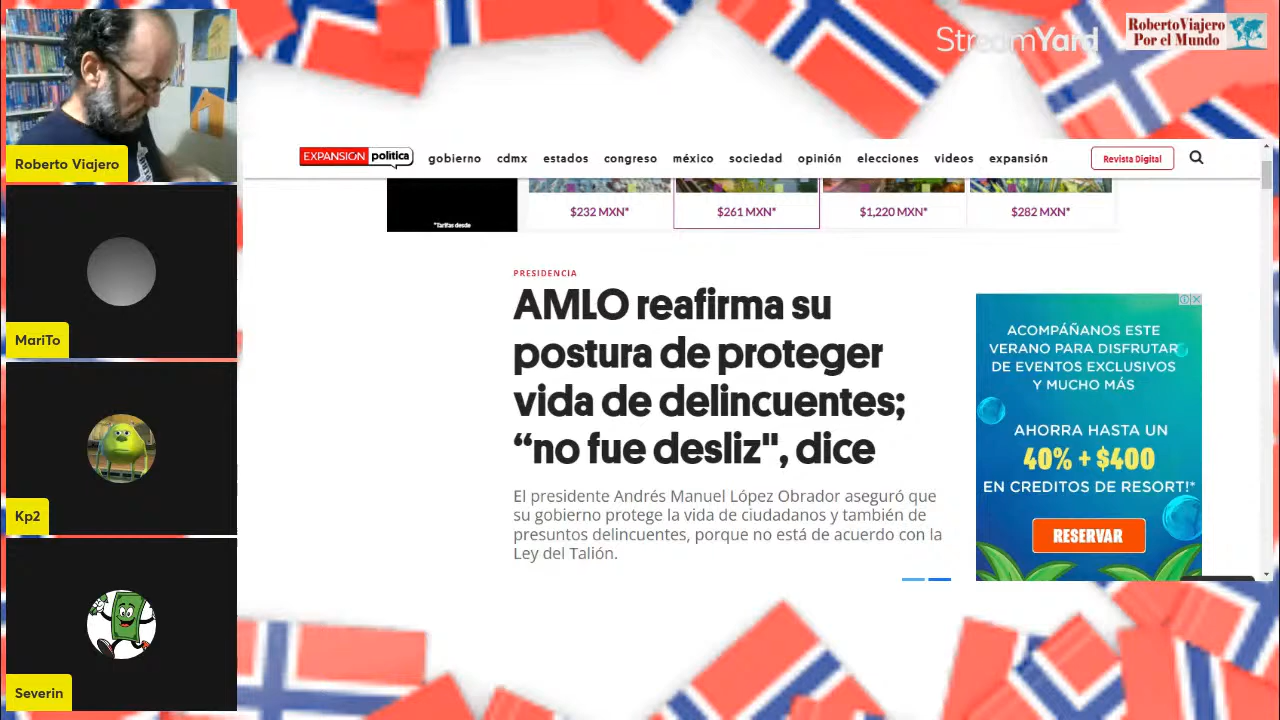 StreamYard
RobertoViajero
Por el Mundo
Roberto Viajero
MariTo
Kp2
Severin
EXPANSIÓN política
gobierno cdmx estados congreso méxico sociedad opinión elecciones videos expansión
Revista Digital
*Tarifas desde
$232 MXN* $261 MXN* $1,220 MXN* $282 MXN*
PRESIDENCIA
AMLO reafirma su
postura de proteger
vida de delincuentes;
“no fue desliz", dice
El presidente Andrés Manuel López Obrador aseguró que
su gobierno protege la vida de ciudadanos y también de
presuntos delincuentes, porque no está de acuerdo con la
Ley del Talión.
ACOMPÁÑANOS ESTE
VERANO PARA DISFRUTAR
DE EVENTOS EXCLUSIVOS
Y MUCHO MÁS
AHORRA HASTA UN
40% + $400
EN CREDITOS DE RESORT!*
RESERVAR